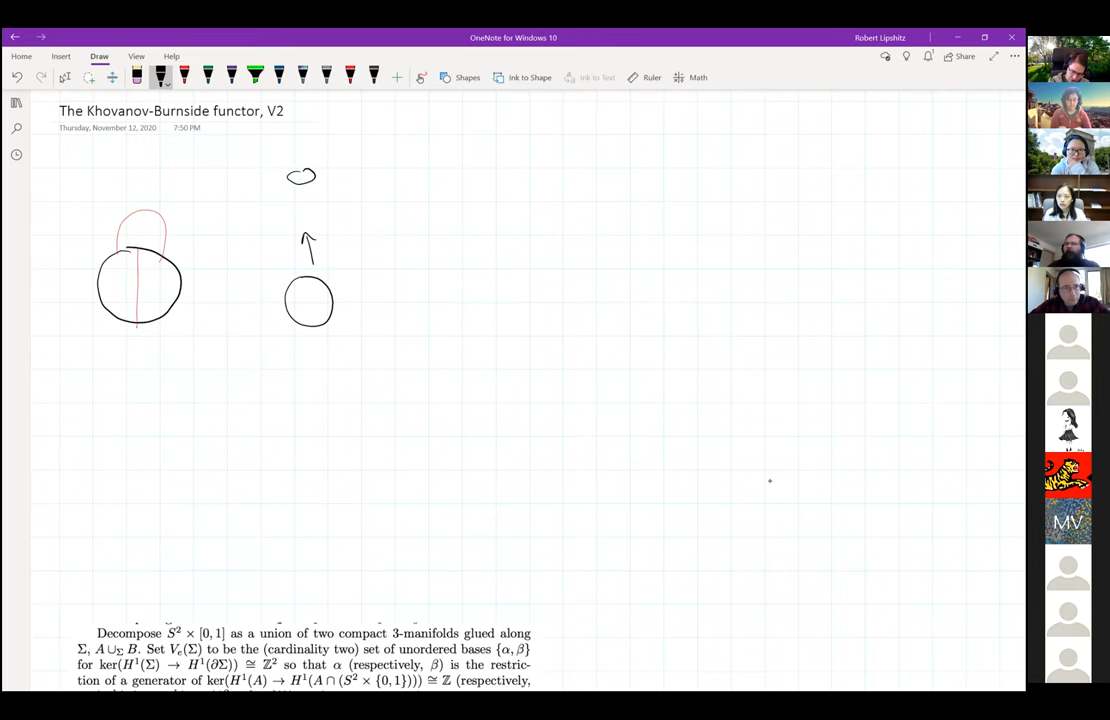 OneNote for Windows 10
Robert Lipshitz
Home Insert Draw View Help
Share
Shapes Ink to Shape Ink to Text Ruler Math
The Khovanov-Burnside functor, V2
Thursday, November 12, 2020 7:50 PM
Decompose S² × [0, 1] as a union of two compact 3-manifolds glued along
Σ, A ∪_Σ B. Set V_e(Σ) to be the (cardinality two) set of unordered bases {α, β}
for ker(H¹(Σ) → H¹(∂Σ)) ≅ ℤ² so that α (respectively, β) is the restric-
tion of a generator of ker(H¹(A) → H¹(A ∩ (S² × {0, 1}))) ≅ ℤ (respectively,
MV